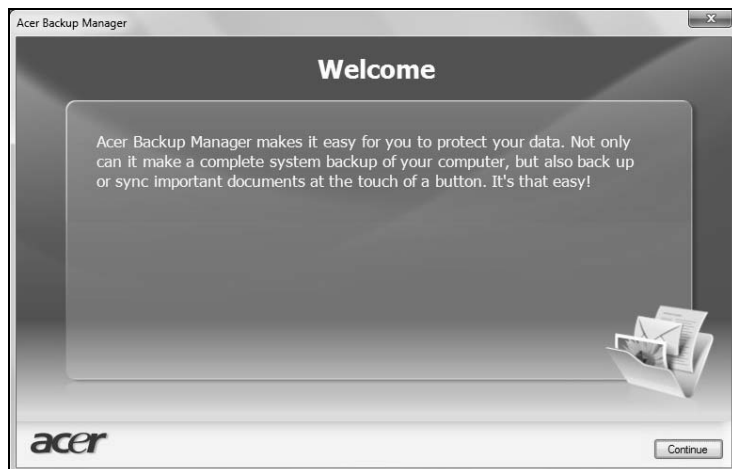 Acer Backup Manager
x
Welcome
Acer Backup Manager makes it easy for you to protect your data. Not only
can it make a complete system backup of your computer, but also back up
or sync important documents at the touch of a button. It's that easy!
acer
Continue